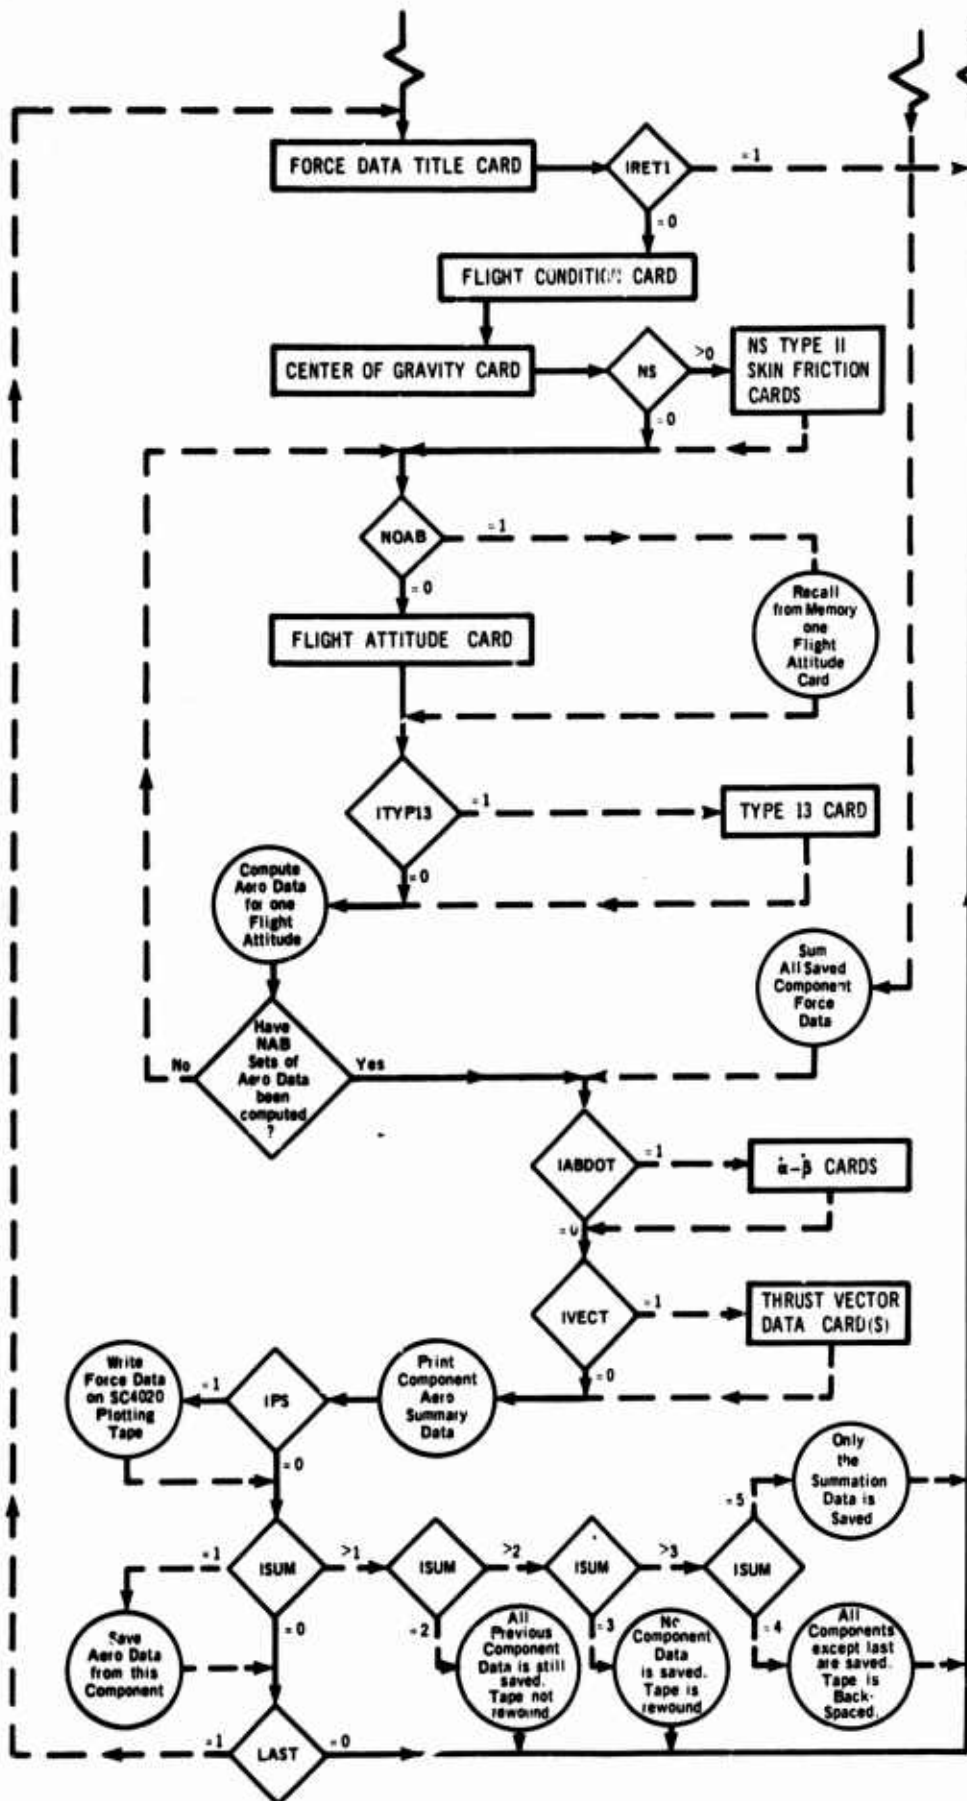 FORCE DATA TITLE CARD
IRET1
= 1
= 0
FLIGHT CONDITION CARD
CENTER OF GRAVITY CARD
NS
>0
NS TYPE II
SKIN FRICTION
CARDS
= 0
NOAB
= 1
= 0
Recall
from Memory
one
Flight
Attitude
Card
FLIGHT ATTITUDE CARD
ITYP13
= 1
TYPE 13 CARD
= 0
Compute
Aero Data
for one
Flight
Attitude
Sum
All Saved
Component
Force
Data
Have
NAB
Sets of
Aero Data
been
computed
?
No
Yes
IABDOT
= 1
α̇-β̇ CARDS
= 0
IVECT
= 1
THRUST VECTOR
DATA CARD(S)
= 0
Print
Component
Aero
Summary
Data
IPS
= 1
Write
Force Data
on SC4020
Plotting
Tape
= 0
Only
the
Summation
Data is
Saved
= 5
ISUM
= 1
>1
ISUM
>2
ISUM
>3
ISUM
= 0
= 2
= 3
= 4
Save
Aero Data
from this
Component
All
Previous
Component
Data is still
saved.
Tape not
rewound
No
Component
Data
is saved.
Tape is
rewound
All
Components
except last
are saved.
Tape is
Back-
Spaced.
LAST
= 1
= 0